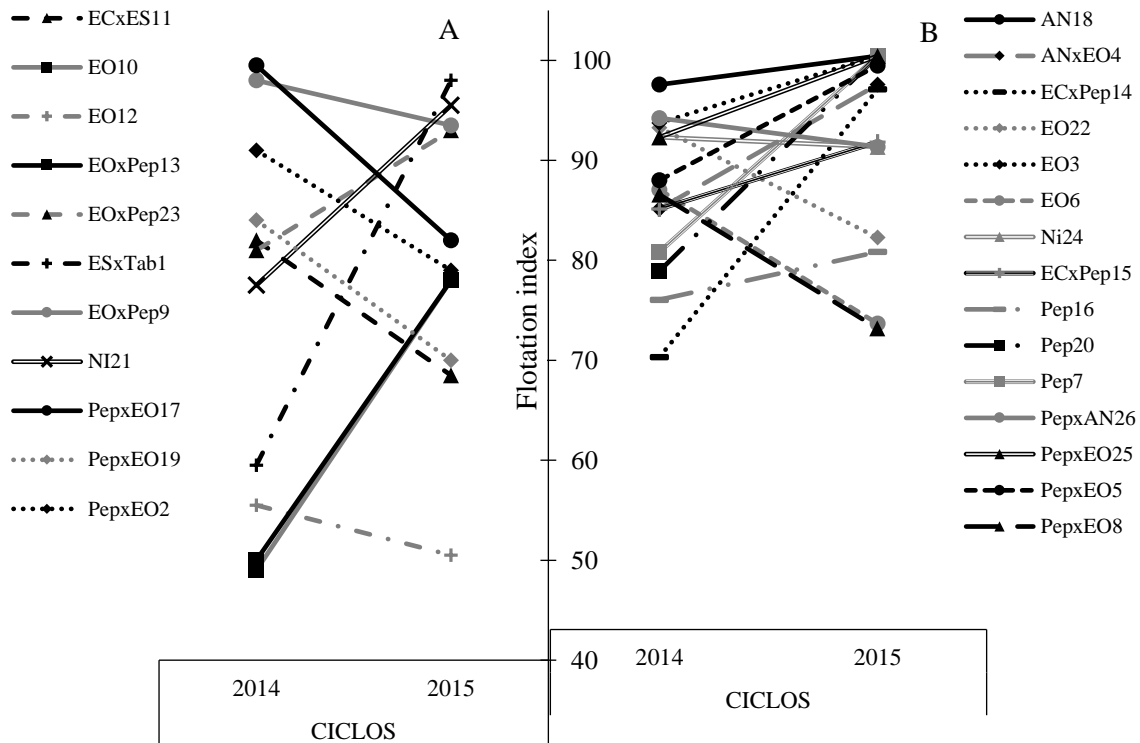 ECxES11
EO10
EO12
EOxPep13
EOxPep23
ESxTab1
EOxPep9
NI21
PepxEO17
PepxEO19
PepxEO2
A
2014
2015
CICLOS
Flotation index
100
90
80
70
60
50
40
B
2014
2015
CICLOS
AN18
ANxEO4
ECxPep14
EO22
EO3
EO6
Ni24
ECxPep15
Pep16
Pep20
Pep7
PepxAN26
PepxEO25
PepxEO5
PepxEO8